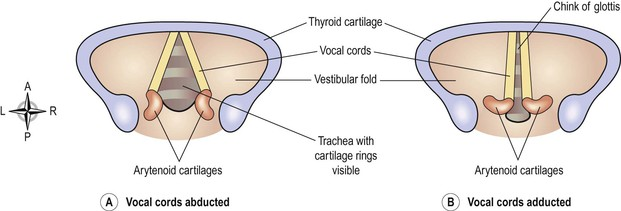 Chink of glottis
Thyroid cartilage
Vocal cords
Vestibular fold
A
L R
P
Trachea with
cartilage rings
visible
Arytenoid cartilages
Arytenoid cartilages
A Vocal cords abducted
B Vocal cords adducted